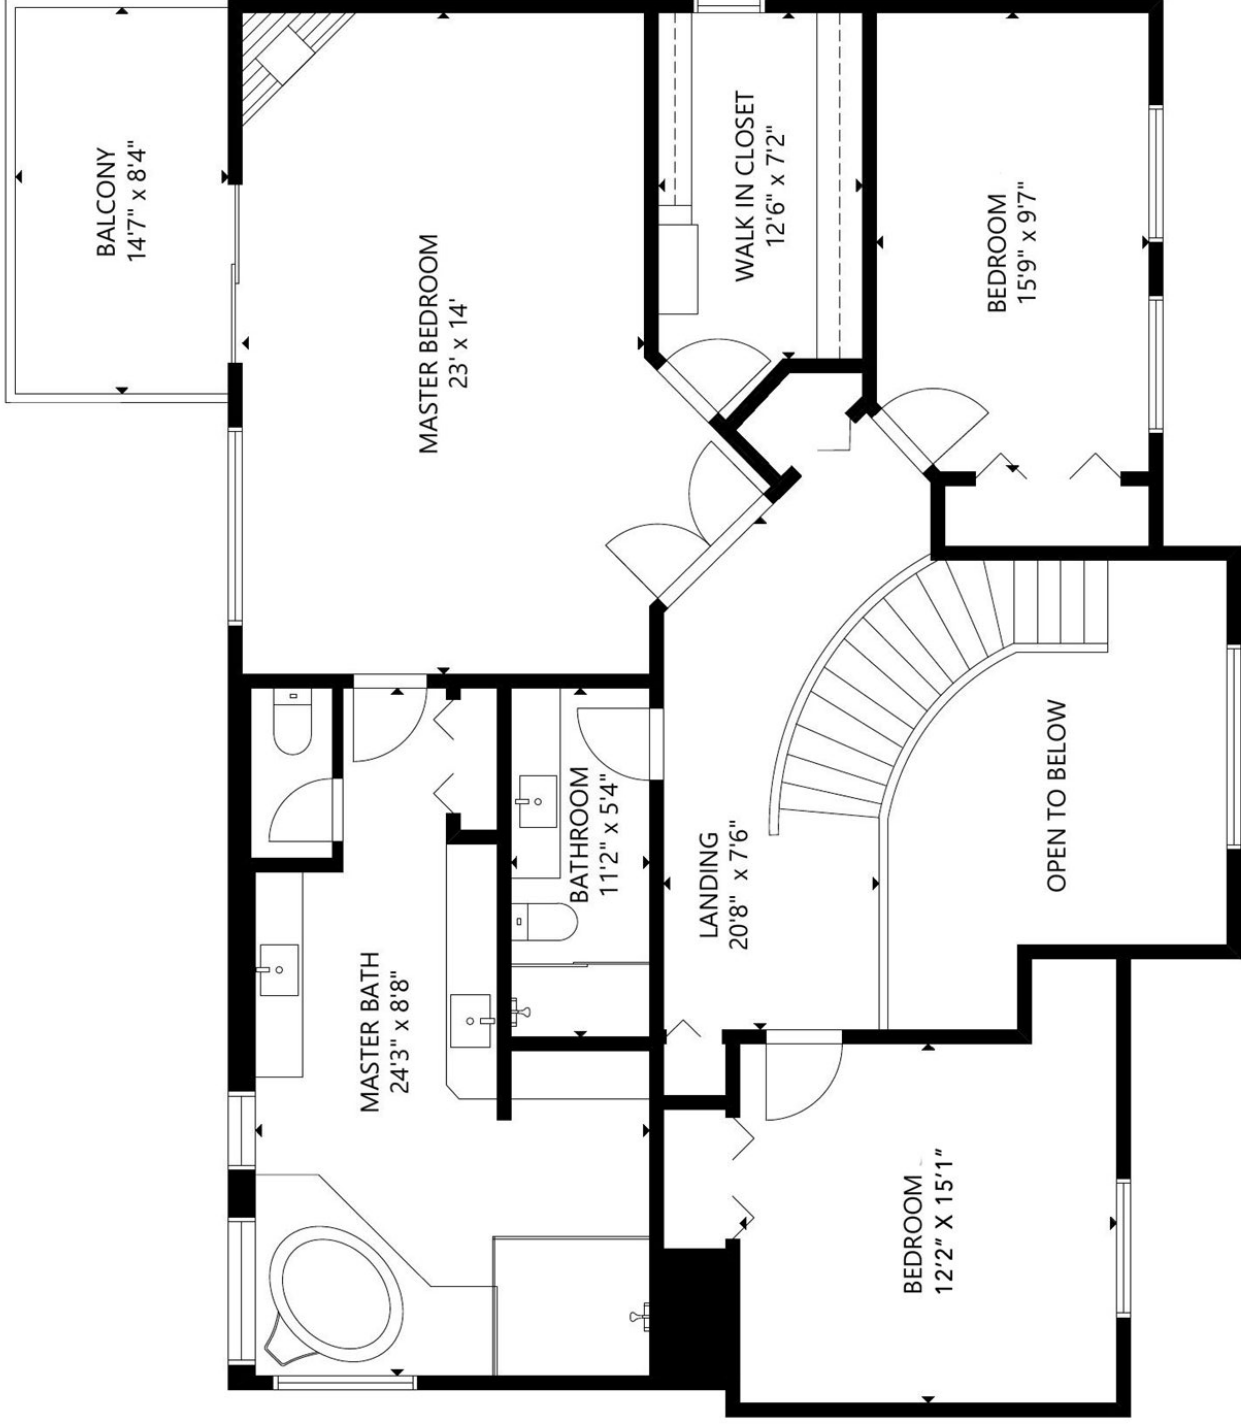 BALCONY
14'7" x 8'4"
MASTER BEDROOM
23' x 14'
WALK IN CLOSET
12'6" x 7'2"
BEDROOM
15'9" x 9'7"
BATHROOM
11'2" x 5'4"
LANDING
20'8" x 7'6"
OPEN TO BELOW
MASTER BATH
24'3" x 8'8"
BEDROOM
12'2" X 15'1"